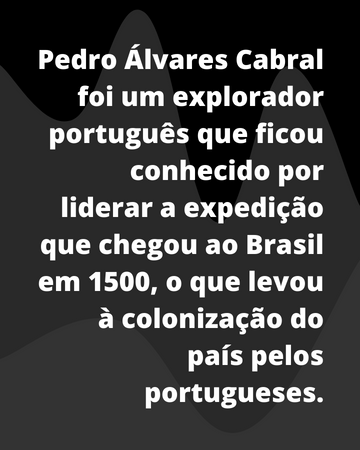 Pedro Álvares Cabral
foi um explorador
português que ficou
conhecido por
liderar a expedição
que chegou ao Brasil
em 1500, o que levou
à colonização do
país pelos
portugueses.